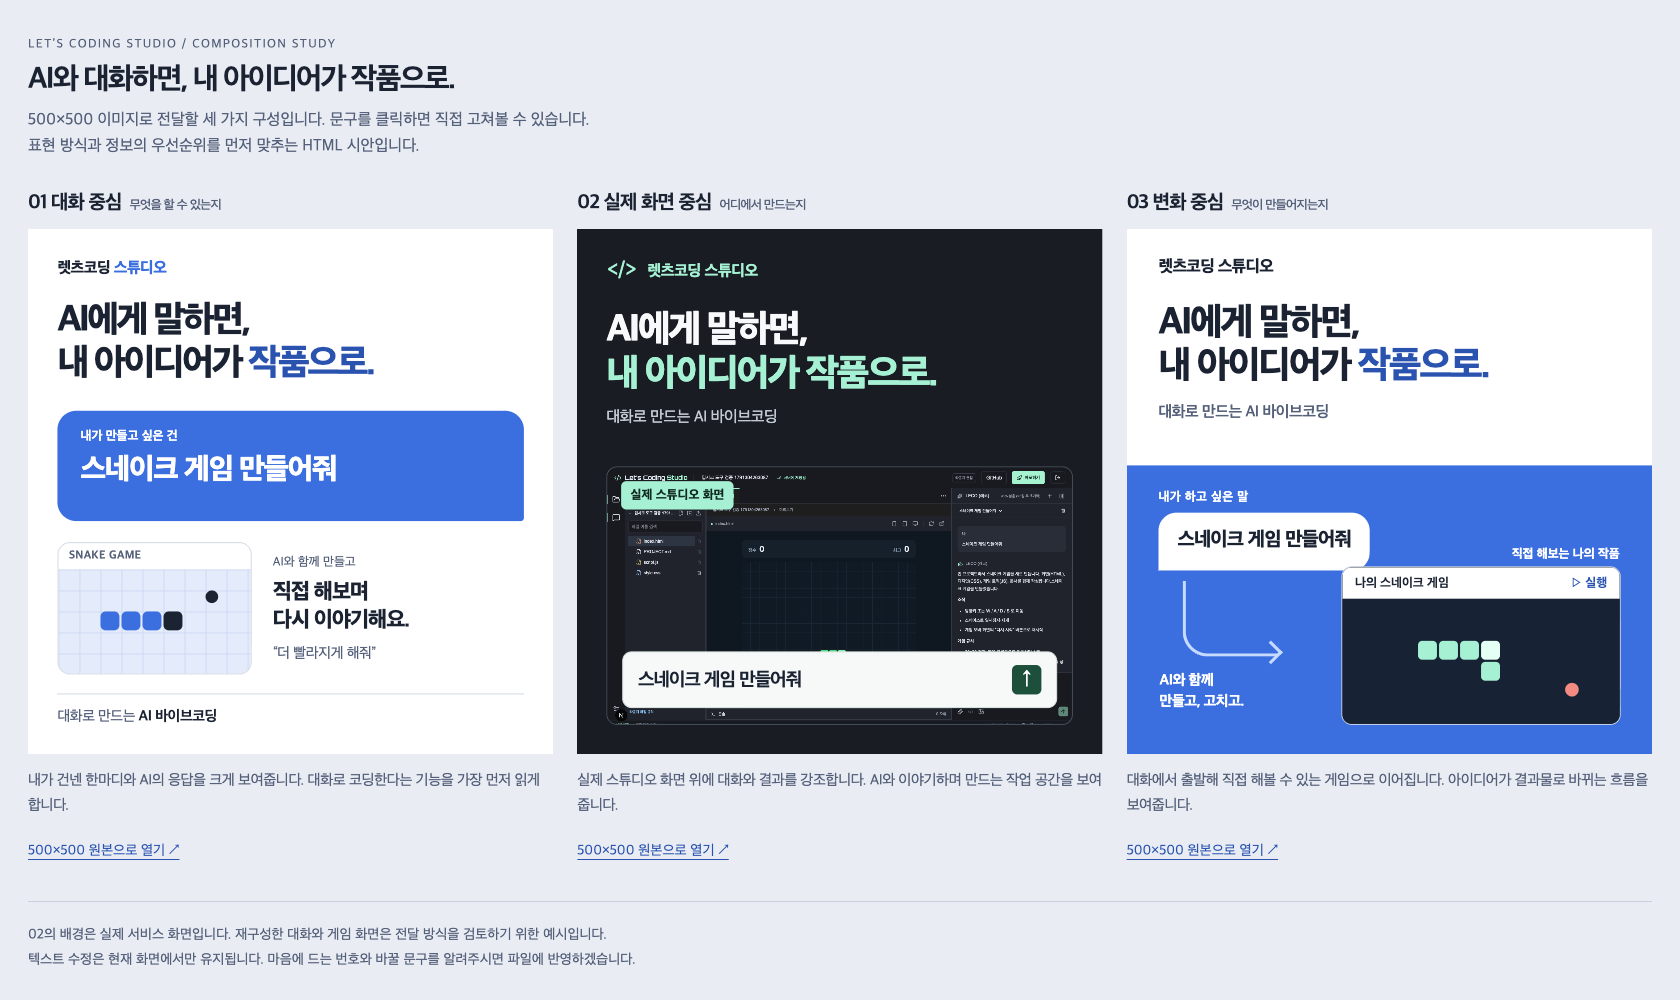 LET'S CODING STUDIO / COMPOSITION STUDY
AI와 대화하면, 내 아이디어가 작품으로.
500×500 이미지로 전달할 세 가지 구성입니다. 문구를 클릭하면 직접 고쳐볼 수 있습니다.
표현 방식과 정보의 우선순위를 먼저 맞추는 HTML 시안입니다.
01 대화 중심 무엇을 할 수 있는지
렛츠코딩 스튜디오
AI에게 말하면,
내 아이디어가 작품으로.
내가 만들고 싶은 건
스네이크 게임 만들어줘
SNAKE GAME
AI와 함께 만들고
직접 해보며
다시 이야기해요.
“더 빨라지게 해줘”
대화로 만드는 AI 바이브코딩
내가 건넨 한마디와 AI의 응답을 크게 보여줍니다. 대화로 코딩한다는 기능을 가장 먼저 읽게
합니다.
500×500 원본으로 열기 ↗
02 실제 화면 중심 어디에서 만드는지
</> 렛츠코딩 스튜디오
AI에게 말하면,
내 아이디어가 작품으로.
대화로 만드는 AI 바이브코딩
Let's Coding Studio
GitHub
실제 스튜디오 화면
index.html
index.html
PROJECT.md
script.js
style.css
0
0
스네이크 게임 만들어줘
스네이크 게임 만들어줘 ↑
실제 스튜디오 화면 위에 대화와 결과를 강조합니다. AI와 이야기하며 만드는 작업 공간을 보여
줍니다.
500×500 원본으로 열기 ↗
03 변화 중심 무엇이 만들어지는지
렛츠코딩 스튜디오
AI에게 말하면,
내 아이디어가 작품으로.
대화로 만드는 AI 바이브코딩
내가 하고 싶은 말
스네이크 게임 만들어줘
직접 해보는 나의 작품
나의 스네이크 게임 ▷ 실행
AI와 함께
만들고, 고치고.
대화에서 출발해 직접 해볼 수 있는 게임으로 이어집니다. 아이디어가 결과물로 바뀌는 흐름을
보여줍니다.
500×500 원본으로 열기 ↗
02의 배경은 실제 서비스 화면입니다. 재구성한 대화와 게임 화면은 전달 방식을 검토하기 위한 예시입니다.
텍스트 수정은 현재 화면에서만 유지됩니다. 마음에 드는 번호와 바꿀 문구를 알려주시면 파일에 반영하겠습니다.